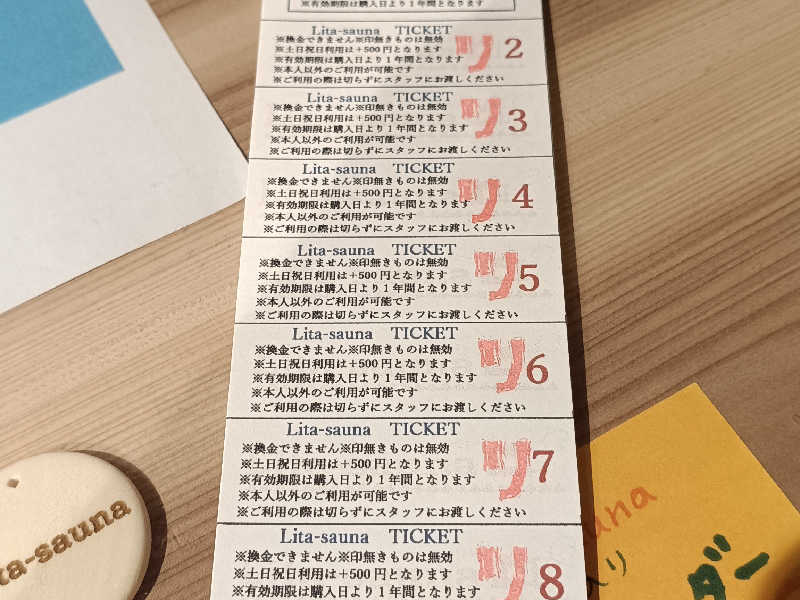 ※有効期限は購入日より1年間となります
Lita-sauna TICKET
※換金できません※印無きものは無効
※土日祝日利用は+500円となります
※有効期限は購入日より1年間となります
※本人以外のご利用が可能です
※ご利用の際は切らずにスタッフにお渡しください
リ 2
Lita-sauna TICKET
※換金できません※印無きものは無効
※土日祝日利用は+500円となります
※有効期限は購入日より1年間となります
※本人以外のご利用が可能です
※ご利用の際は切らずにスタッフにお渡しください
リ 3
Lita-sauna TICKET
※換金できません※印無きものは無効
※土日祝日利用は+500円となります
※有効期限は購入日より1年間となります
※本人以外のご利用が可能です
※ご利用の際は切らずにスタッフにお渡しください
リ 4
Lita-sauna TICKET
※換金できません※印無きものは無効
※土日祝日利用は+500円となります
※有効期限は購入日より1年間となります
※本人以外のご利用が可能です
※ご利用の際は切らずにスタッフにお渡しください
リ 5
Lita-sauna TICKET
※換金できません※印無きものは無効
※土日祝日利用は+500円となります
※有効期限は購入日より1年間となります
※本人以外のご利用が可能です
※ご利用の際は切らずにスタッフにお渡しください
リ 6
Lita-sauna TICKET
※換金できません※印無きものは無効
※土日祝日利用は+500円となります
※有効期限は購入日より1年間となります
※本人以外のご利用が可能です
※ご利用の際は切らずにスタッフにお渡しください
リ 7
Lita-sauna TICKET
※換金できません※印無きものは無効
※土日祝日利用は+500円となります
※有効期限は購入日より1年間となります
リ 8
ta-sauna
una
入り
ダー